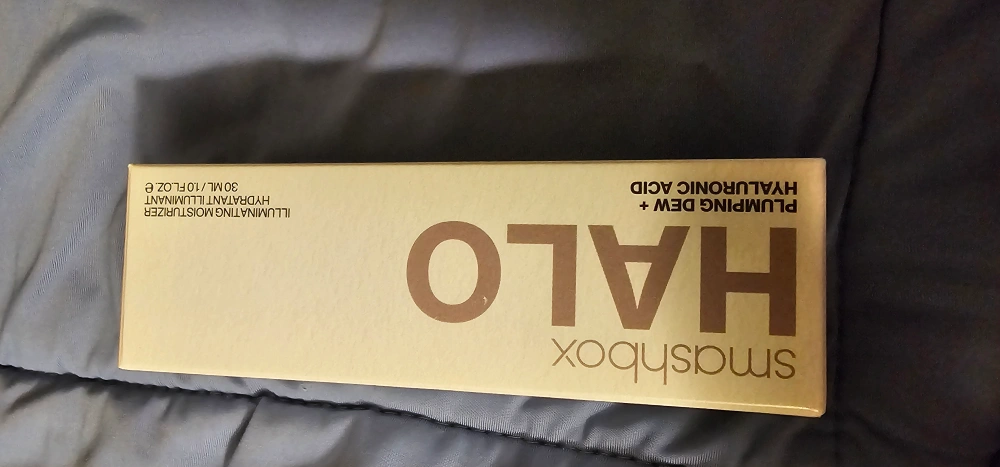 smashbox
HALO
PLUMPING DEW +
HYALURONIC ACID
ILLUMINATING MOISTURIZER
HYDRATANT ILLUMINANT
30 ML / 1.0 FL.OZ. ℮